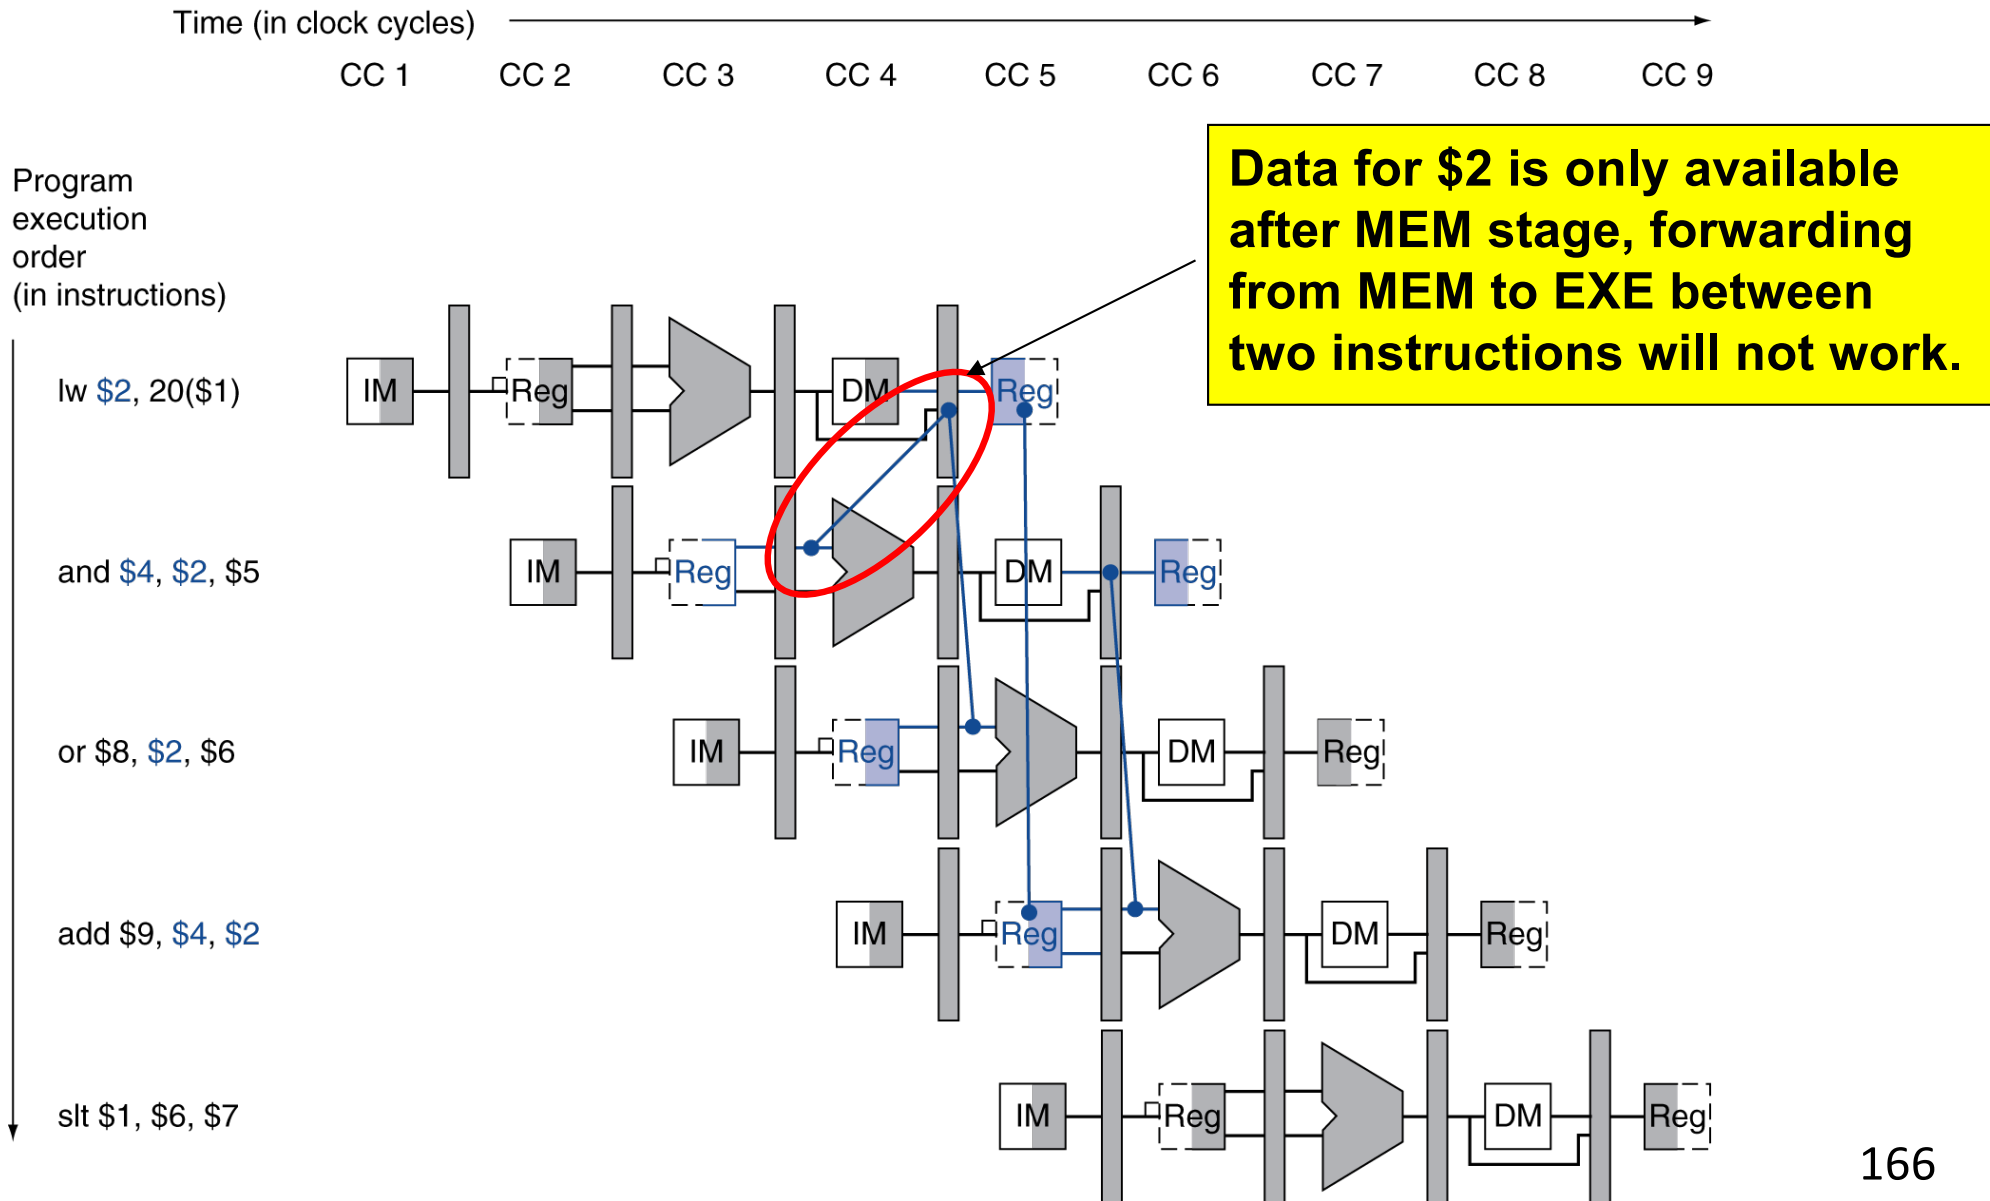 Time (in clock cycles)
CC 1 CC 2 CC 3 CC 4 CC 5 CC 6 CC 7 CC 8 CC 9
Data for $2 is only available
after MEM stage, forwarding
from MEM to EXE between
two instructions will not work.
Program
execution
order
(in instructions)
lw $2, 20($1) IM Reg DM Reg
and $4, $2, $5 IM Reg DM Reg
or $8, $2, $6 IM Reg DM Reg
add $9, $4, $2 IM Reg DM Reg
slt $1, $6, $7 IM Reg DM Reg
166